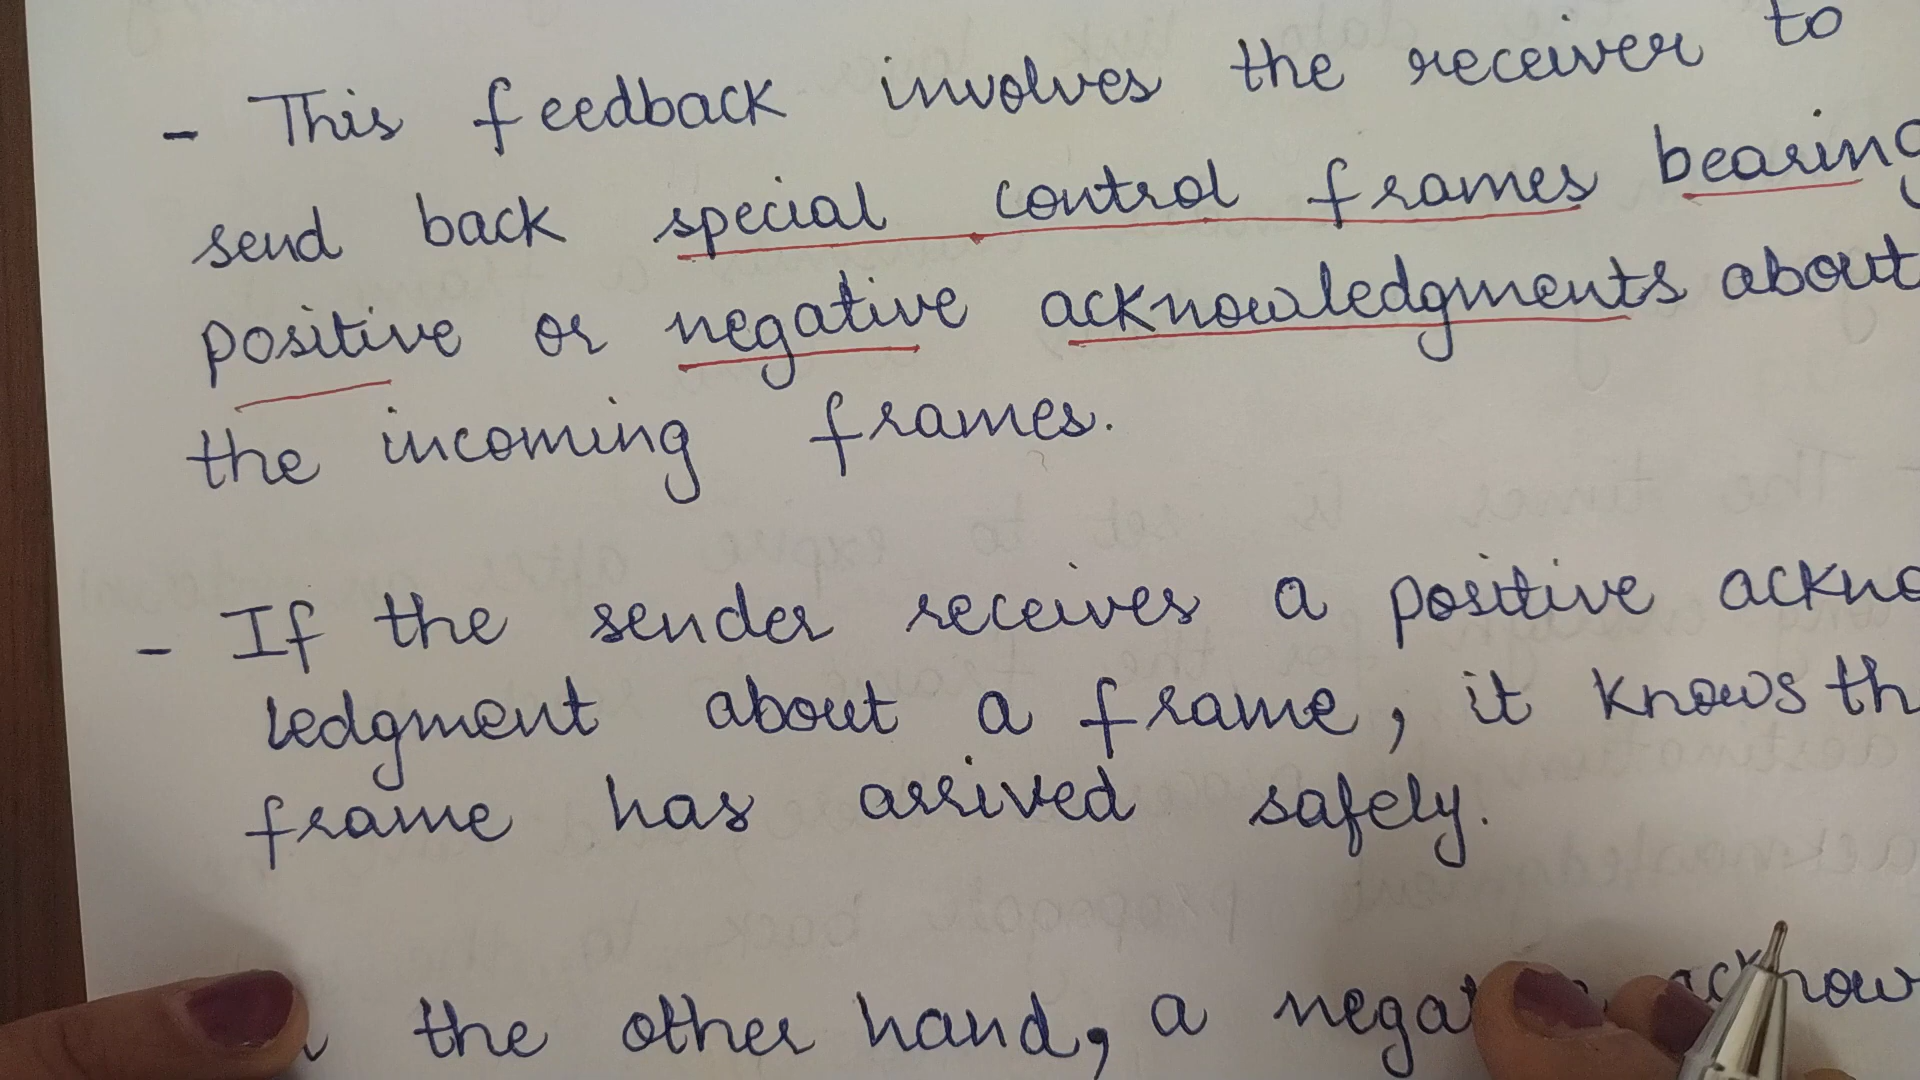 - This feedback involves the receiver to
send back special control frames bearing
positive or negative acknowledgments about
the incoming frames.
- If the sender receives a positive ackno
ledgment about a frame, it knows th
frame has arrived safely.
the other hand, a